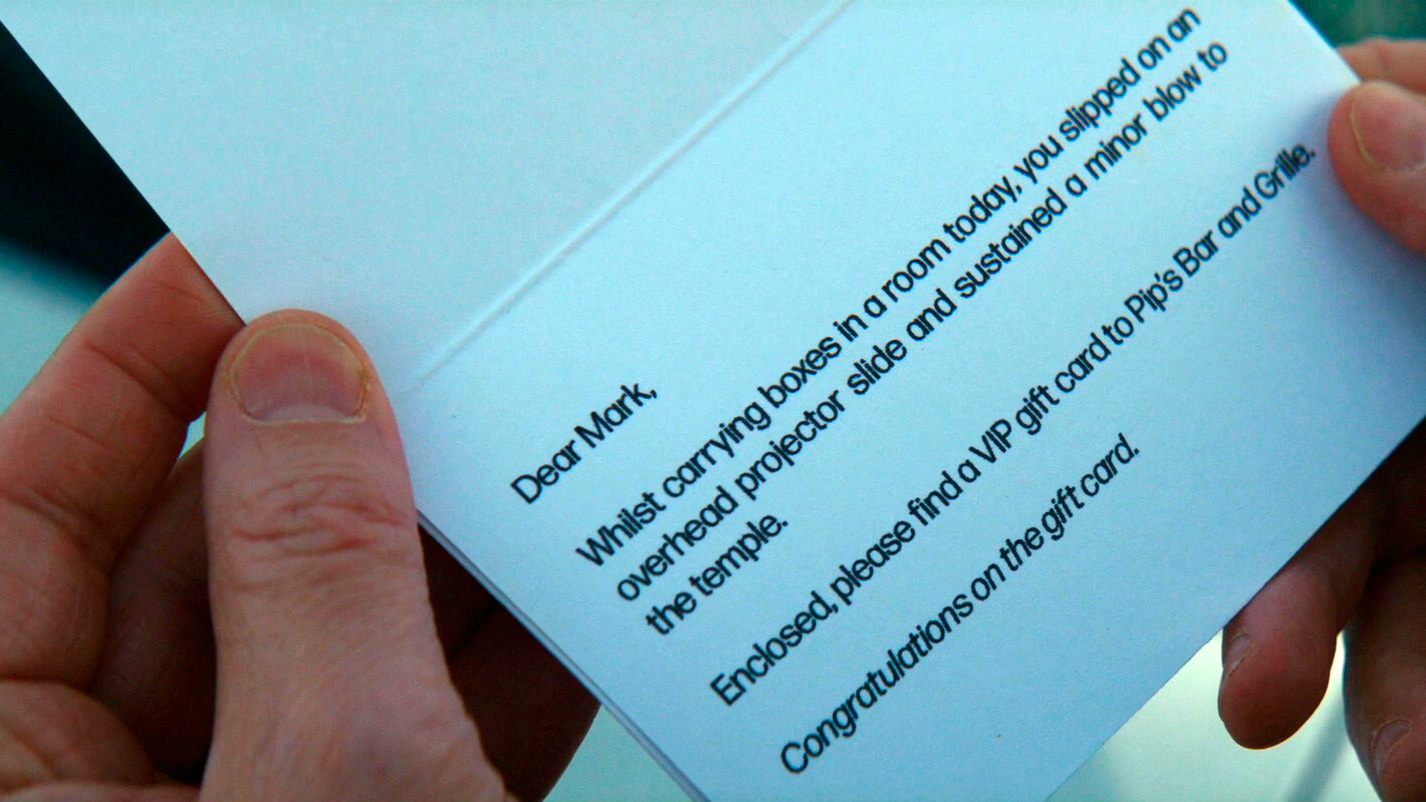 Dear Mark,
Whilst carrying boxes in a room today, you slipped on an
overhead projector slide and sustained a minor blow to
the temple.
Enclosed, please find a VIP gift card to Pip's Bar and Grille.
Congratulations on the gift card.